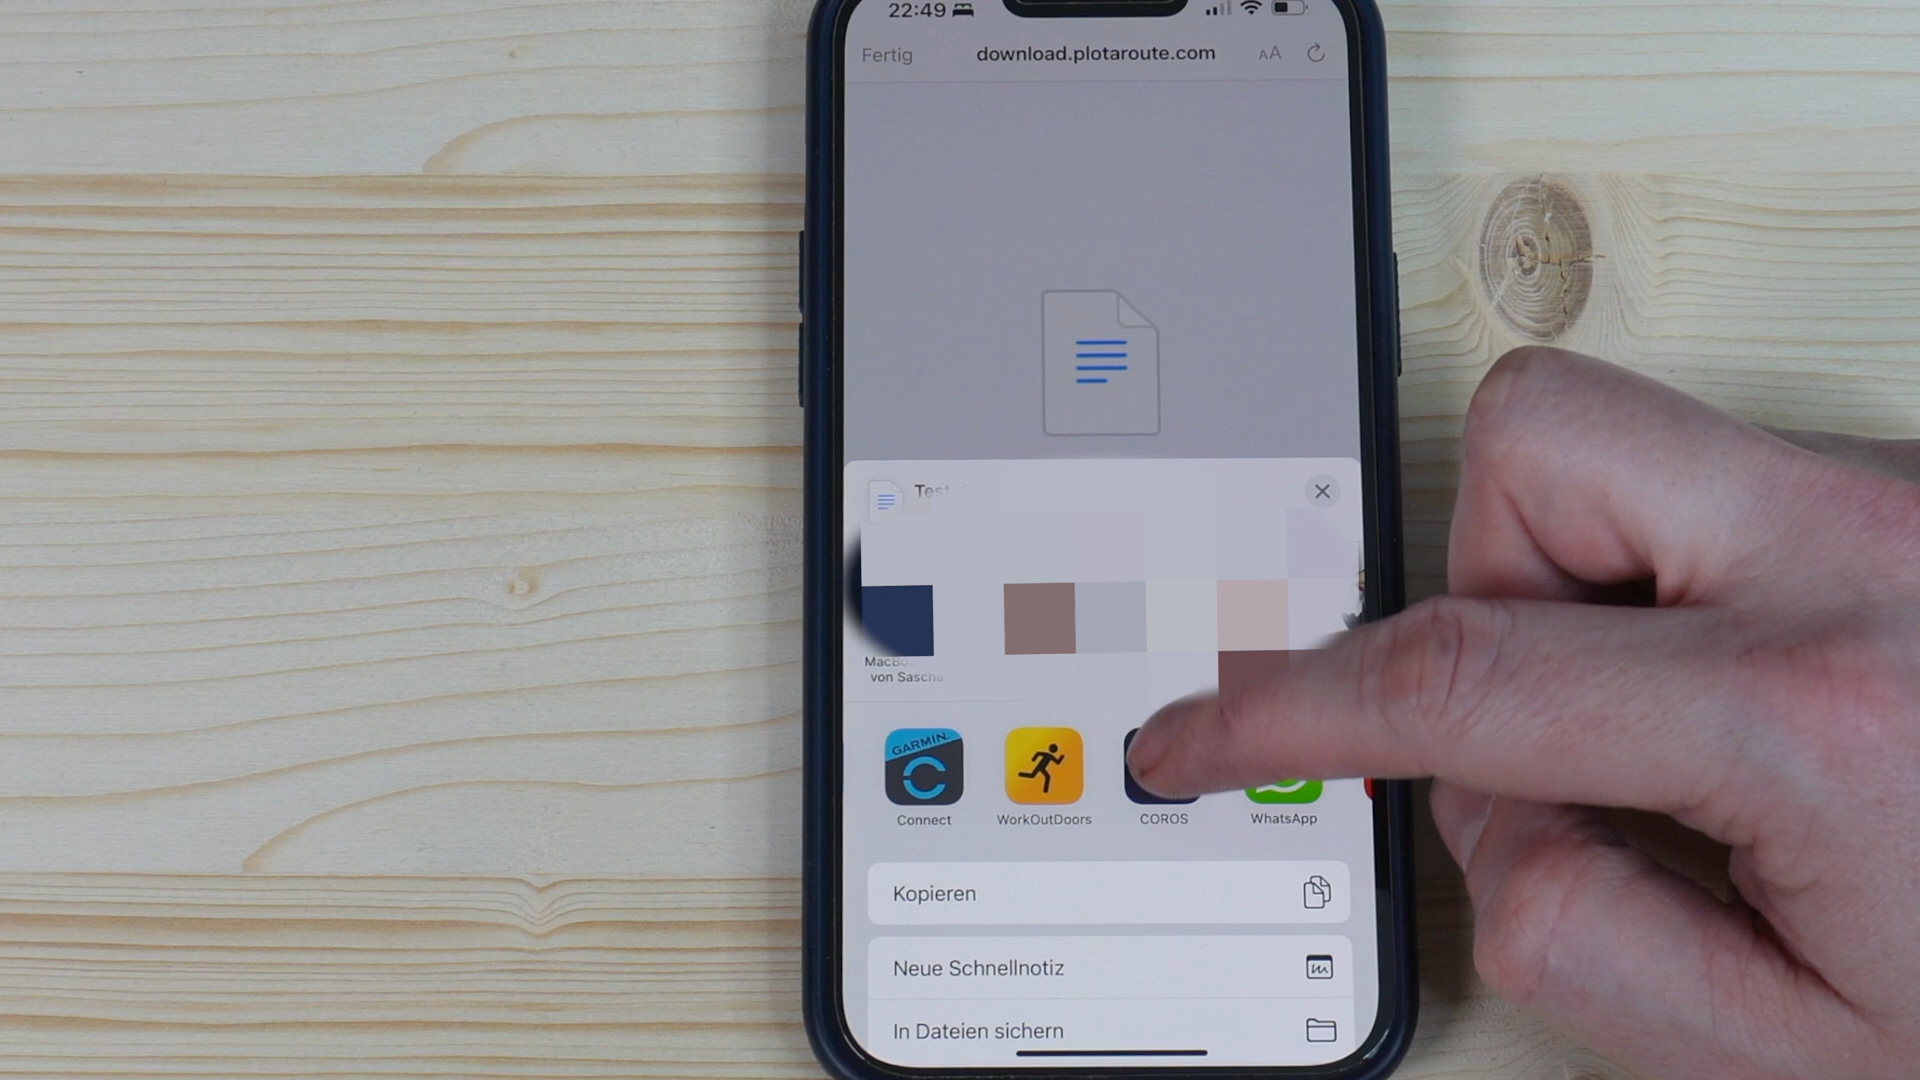 22:49
Fertig
download.plotaroute.com
AA
Test
von Sascha
GARMIN
Connect
WorkOutDoors
COROS
WhatsApp
Kopieren
Neue Schnellnotiz
In Dateien sichern